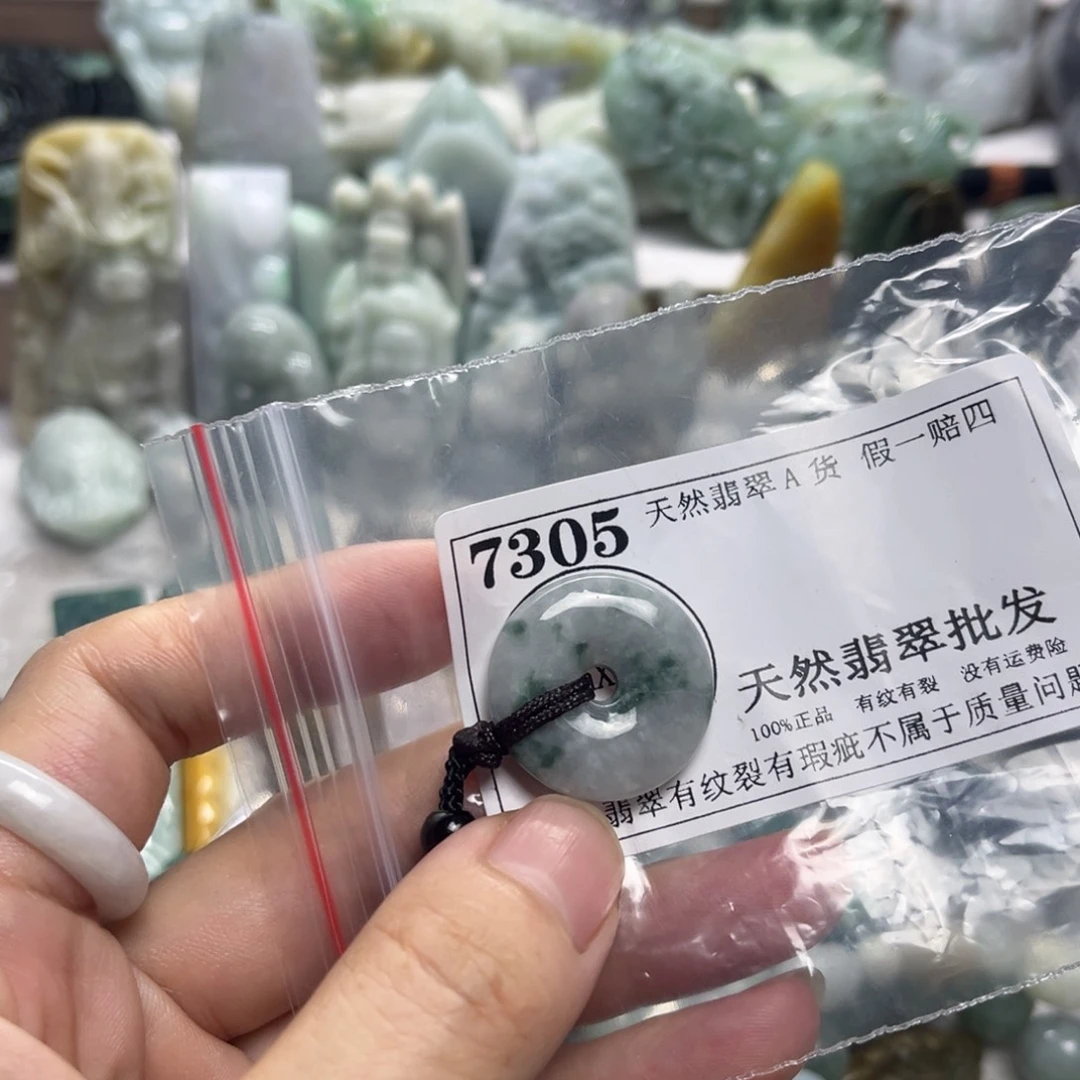 天然翡翠A货 假一赔四
7305
天然翡翠批发
100%正品 有纹有裂 没有运费险
翡翠有纹裂有瑕疵不属于质量问题